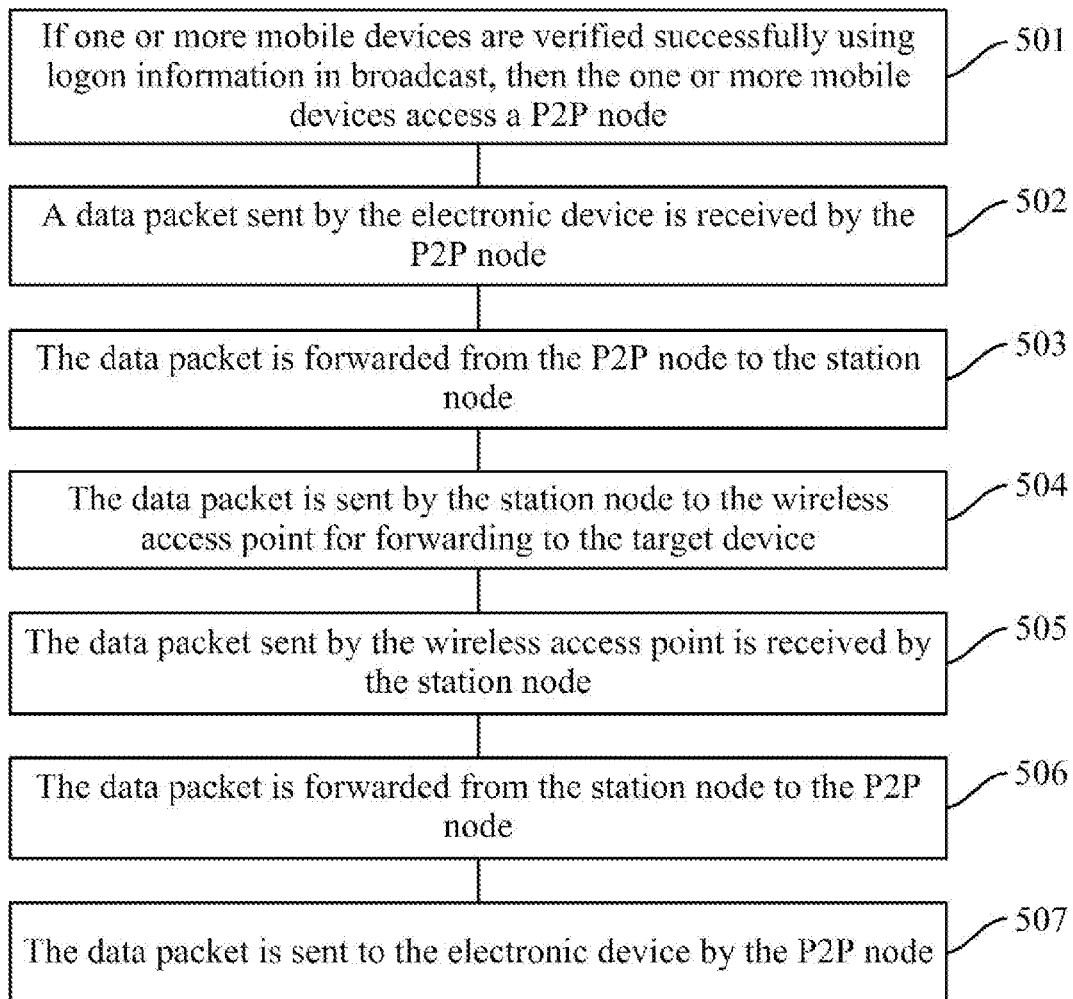 If one or more mobile devices are verified successfully using
logon information in broadcast, then the one or more mobile
devices access a P2P node
501
A data packet sent by the electronic device is received by the
P2P node
502
The data packet is forwarded from the P2P node to the station
node
503
The data packet is sent by the station node to the wireless
access point for forwarding to the target device
504
The data packet sent by the wireless access point is received by
the station node
505
The data packet is forwarded from the station node to the P2P
node
506
The data packet is sent to the electronic device by the P2P node
507